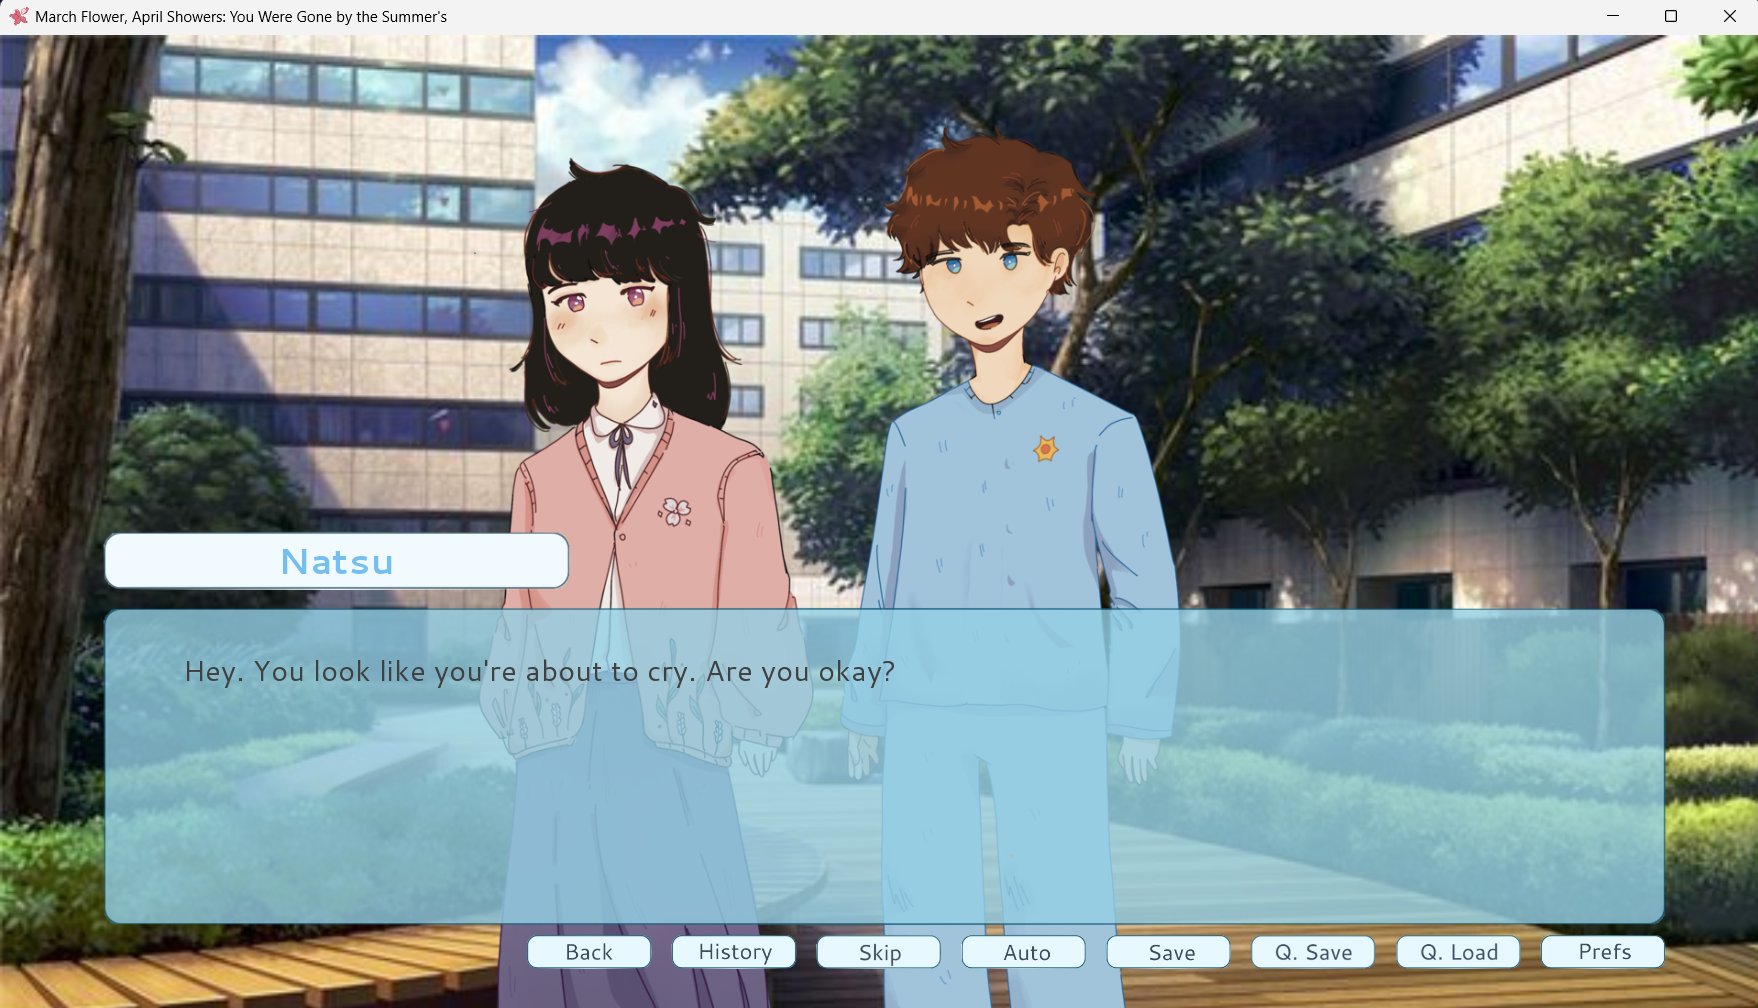 March Flower, April Showers: You Were Gone by the Summer's
Natsu
Hey. You look like you're about to cry. Are you okay?
Back
History
Skip
Auto
Save
Q. Save
Q. Load
Prefs